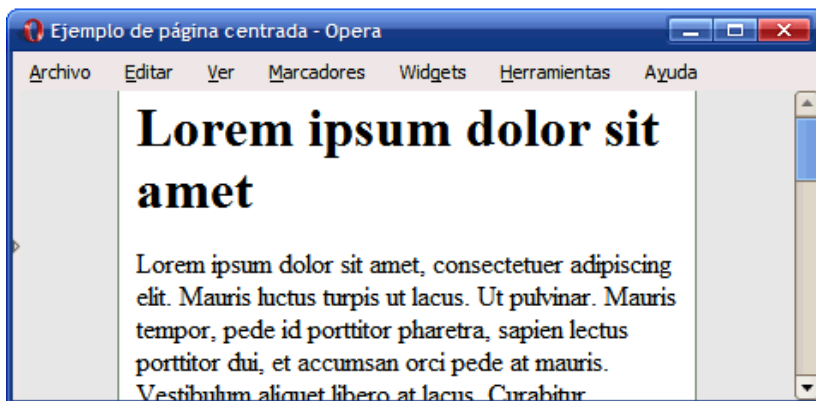 Ejemplo de página centrada - Opera
Archivo Editar Ver Marcadores Widgets Herramientas Ayuda
Lorem ipsum dolor sit
amet
Lorem ipsum dolor sit amet, consectetuer adipiscing
elit. Mauris luctus turpis ut lacus. Ut pulvinar. Mauris
tempor, pede id porttitor pharetra, sapien lectus
porttitor dui, et accumsan orci pede at mauris.
Vestibulum aliquet libero at lacus. Curabitur